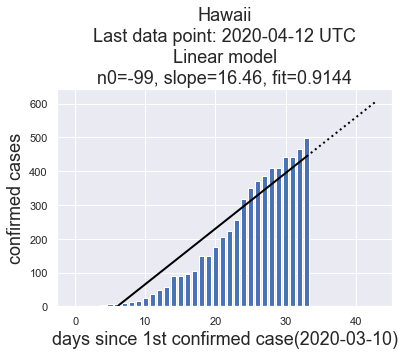 Hawaii
Last data point: 2020-04-12 UTC
Linear model
n0=-99, slope=16.46, fit=0.9144
600
500
400
300
200
100
0
confirmed cases
0 10 20 30 40
days since 1st confirmed case(2020-03-10)